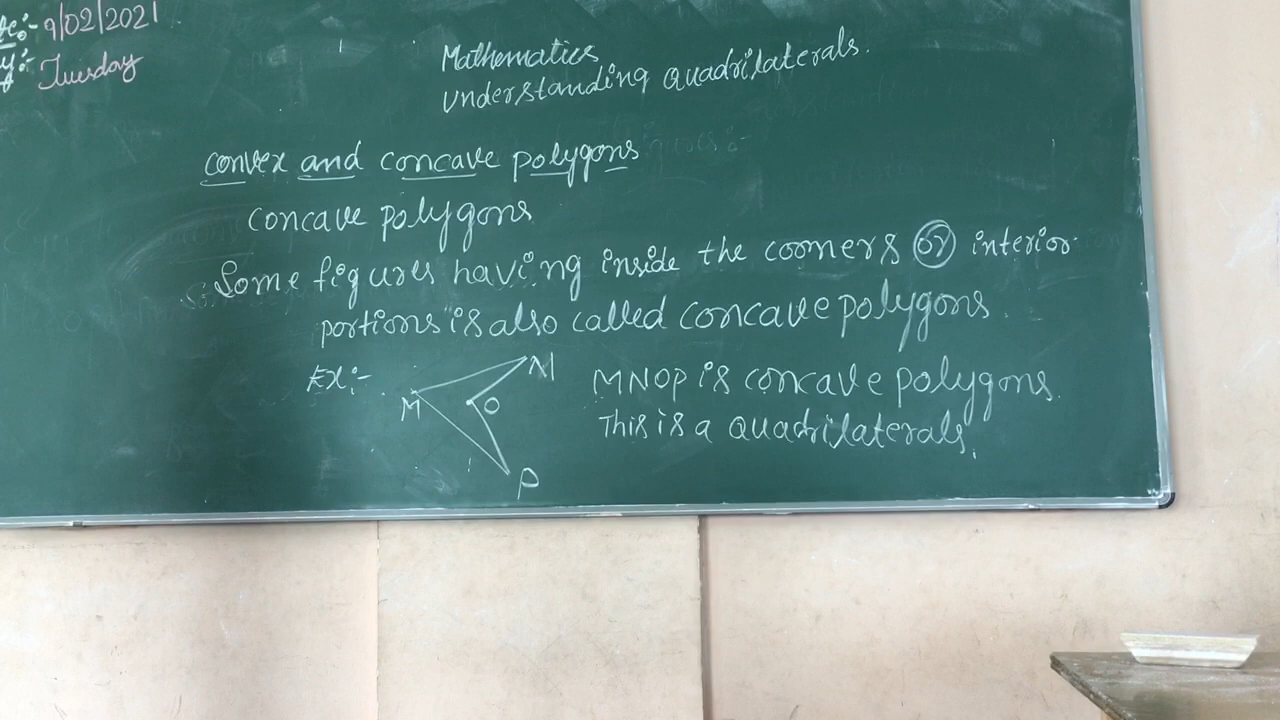 9/02/2021
Tuesday
Mathematics
understanding quadrilaterals.
convex and concave polygons
concave polygons
Some figures having inside the corners or interior
portions is also called concave polygons.
Ex:-
N
M
O
P
MNOP is concave polygons.
This is a quadrilaterals.